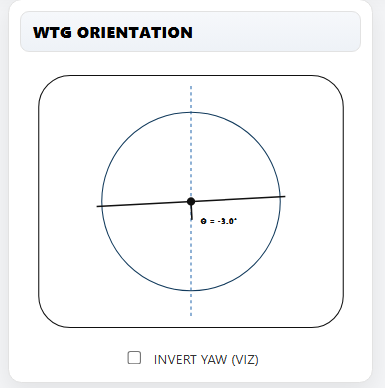 WTG ORIENTATION
Θ = -3.0°
INVERT YAW (VIZ)